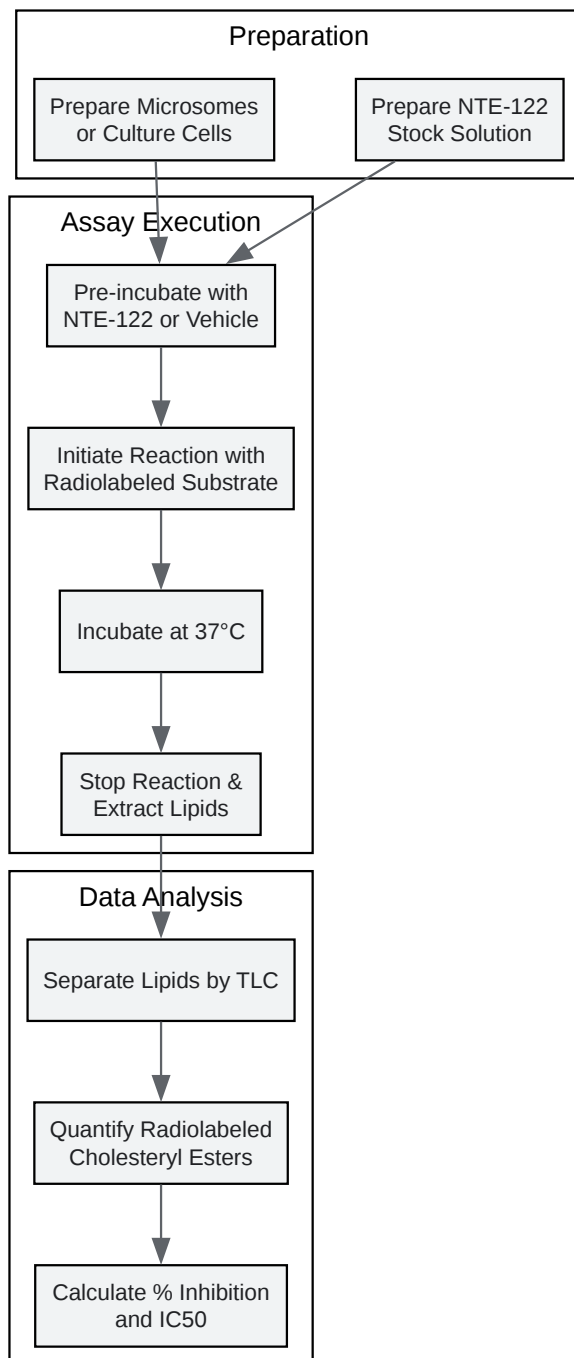 Preparation
Prepare Microsomes
or Culture Cells
Prepare NTE-122
Stock Solution
Assay Execution
Pre-incubate with
NTE-122 or Vehicle
Initiate Reaction with
Radiolabeled Substrate
Incubate at 37°C
Stop Reaction &
Extract Lipids
Data Analysis
Separate Lipids by TLC
Quantify Radiolabeled
Cholesteryl Esters
Calculate % Inhibition
and IC50